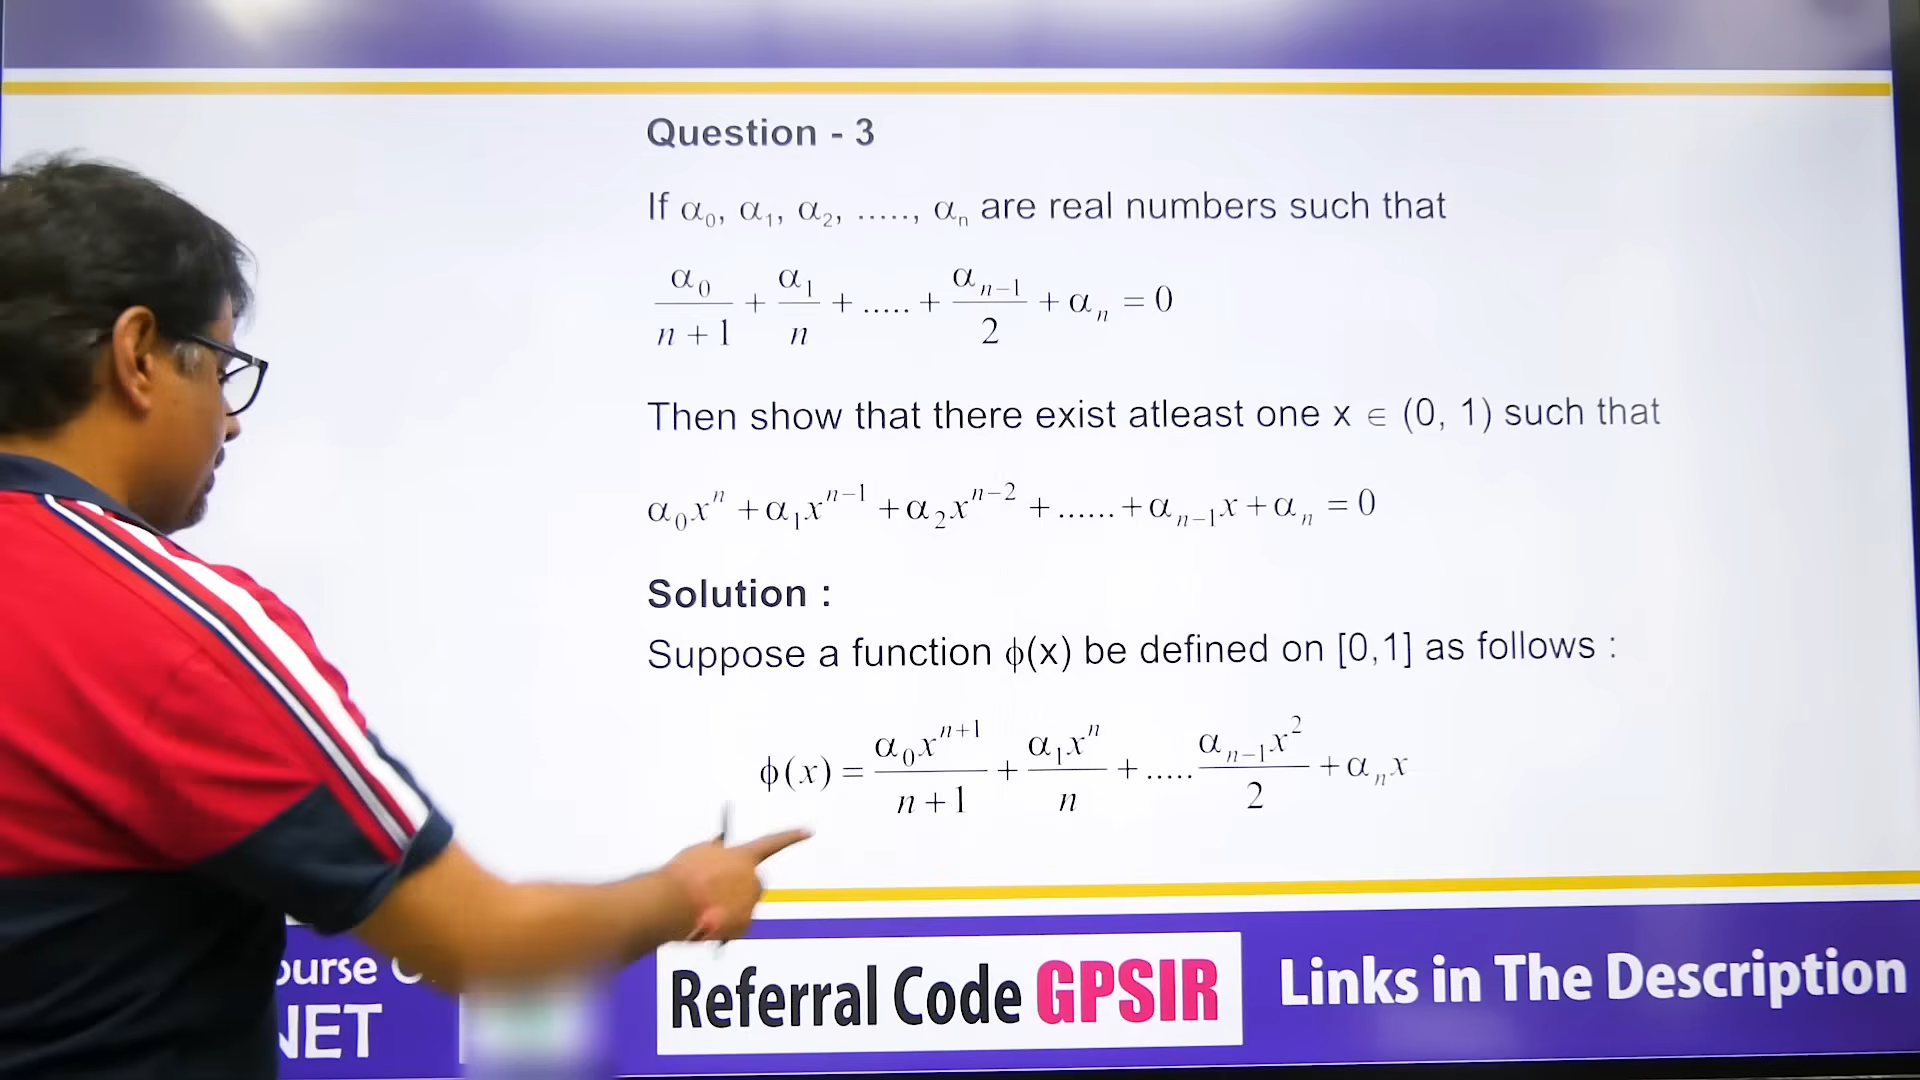 Question - 3
If α₀, α₁, α₂, ....., αₙ are real numbers such that
α₀/(n+1) + α₁/n + ..... + αₙ₋₁/2 + αₙ = 0
Then show that there exist atleast one x ∈ (0, 1) such that
α₀xⁿ + α₁xⁿ⁻¹ + α₂xⁿ⁻² + ...... + αₙ₋₁x + αₙ = 0
Solution :
Suppose a function ϕ(x) be defined on [0,1] as follows :
ϕ(x) = α₀xⁿ⁺¹/(n+1) + α₁xⁿ/n + ..... αₙ₋₁x²/2 + αₙx
Referral Code GPSIR
Links in The Description